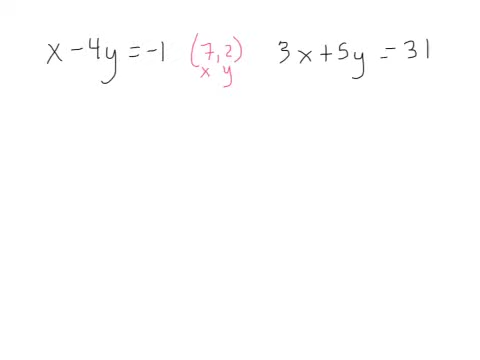 x - 4y = -1 (7, 2) 3x + 5y = 31
x y